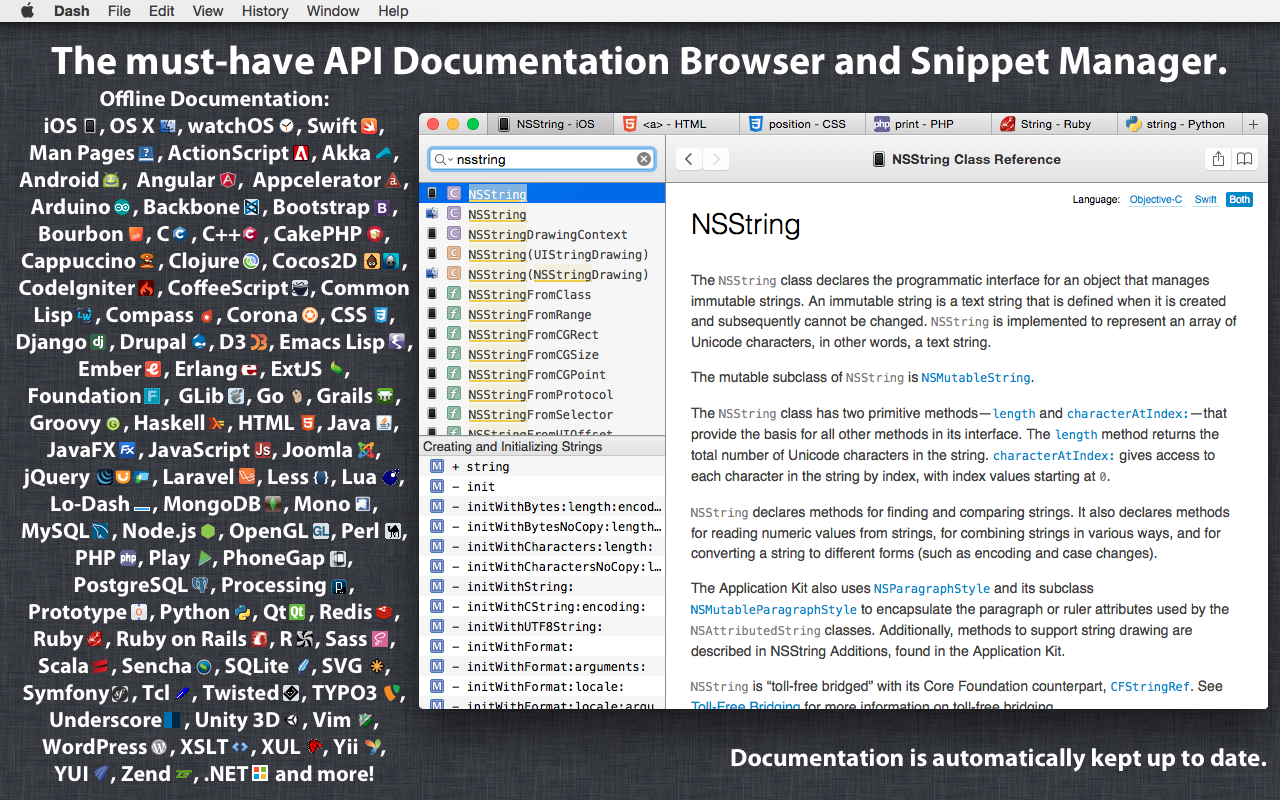 Dash File Edit View History Window Help
The must-have API Documentation Browser and Snippet Manager.
Offline Documentation:
iOS, OS X, watchOS, Swift,
Man Pages, ActionScript, Akka,
Android, Angular, Appcelerator,
Arduino, Backbone, Bootstrap,
Bourbon, C, C++, CakePHP,
Cappuccino, Clojure, Cocos2D,
CodeIgniter, CoffeeScript, Common
Lisp, Compass, Corona, CSS,
Django, Drupal, D3, Emacs Lisp,
Ember, Erlang, ExtJS,
Foundation, GLib, Go, Grails,
Groovy, Haskell, HTML, Java,
JavaFX, JavaScript, Joomla,
jQuery, Laravel, Less, Lua,
Lo-Dash, MongoDB, Mono,
MySQL, Node.js, OpenGL, Perl,
PHP, Play, PhoneGap,
PostgreSQL, Processing,
Prototype, Python, Qt, Redis,
Ruby, Ruby on Rails, R, Sass,
Scala, Sencha, SQLite, SVG,
Symfony, Tcl, Twisted, TYPO3,
Underscore, Unity 3D, Vim,
WordPress, XSLT, XUL, Yii,
YUI, Zend, .NET and more!
NSString - iOS <a> - HTML position - CSS print - PHP String - Ruby string - Python +
nsstring
NSString Class Reference
NSString
NSString
NSStringDrawingContext
NSString(UIStringDrawing)
NSString(NSStringDrawing)
NSStringFromClass
NSStringFromRange
NSStringFromCGRect
NSStringFromCGSize
NSStringFromCGPoint
NSStringFromProtocol
NSStringFromSelector
NSStringFromUIOffset
Creating and Initializing Strings
M + string
M – init
M – initWithBytes:length:encod…
M – initWithBytesNoCopy:length…
M – initWithCharacters:length:
M – initWithCharactersNoCopy:l…
M – initWithString:
M – initWithCString:encoding:
M – initWithUTF8String:
M – initWithFormat:
M – initWithFormat:arguments:
M – initWithFormat:locale:
M – initWithFormat:locale:argu
Language: Objective-C Swift Both
NSString
The NSString class declares the programmatic interface for an object that manages
immutable strings. An immutable string is a text string that is defined when it is created
and subsequently cannot be changed. NSString is implemented to represent an array of
Unicode characters, in other words, a text string.
The mutable subclass of NSString is NSMutableString.
The NSString class has two primitive methods—length and characterAtIndex:—that
provide the basis for all other methods in its interface. The length method returns the
total number of Unicode characters in the string. characterAtIndex: gives access to
each character in the string by index, with index values starting at 0.
NSString declares methods for finding and comparing strings. It also declares methods
for reading numeric values from strings, for combining strings in various ways, and for
converting a string to different forms (such as encoding and case changes).
The Application Kit also uses NSParagraphStyle and its subclass
NSMutableParagraphStyle to encapsulate the paragraph or ruler attributes used by the
NSAttributedString classes. Additionally, methods to support string drawing are
described in NSString Additions, found in the Application Kit.
NSString is “toll-free bridged” with its Core Foundation counterpart, CFStringRef. See
Toll-Free Bridging for more information on toll-free bridging.
Documentation is automatically kept up to date.